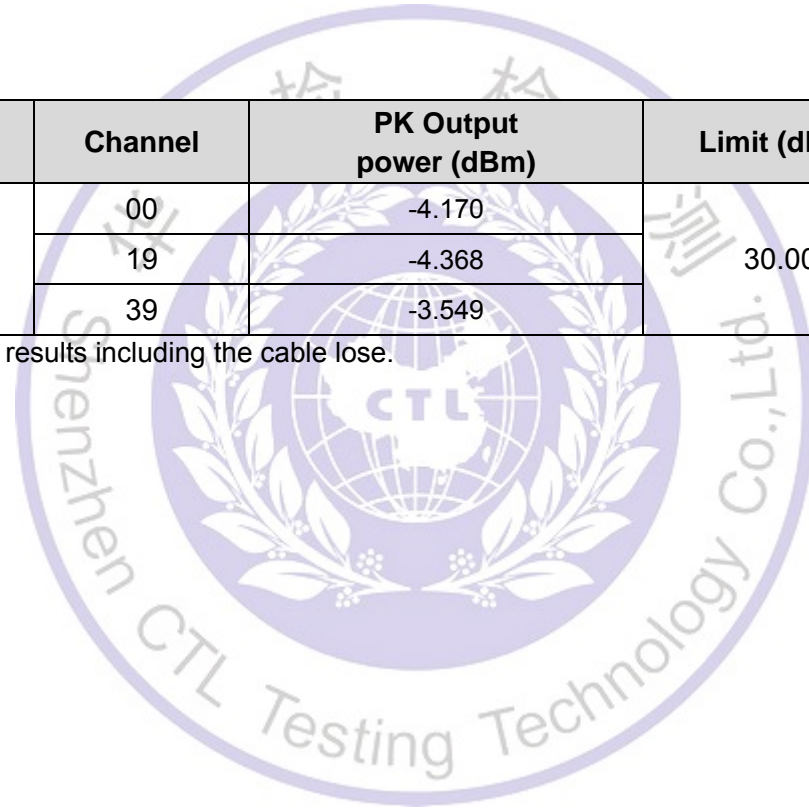 Channel
PK Output
power (dBm)
00
-4.170
19
-4.368
39
-3.549
results including the cable lose.
CTL
Shenzhen CTL Testing Technology Co.,Ltd.